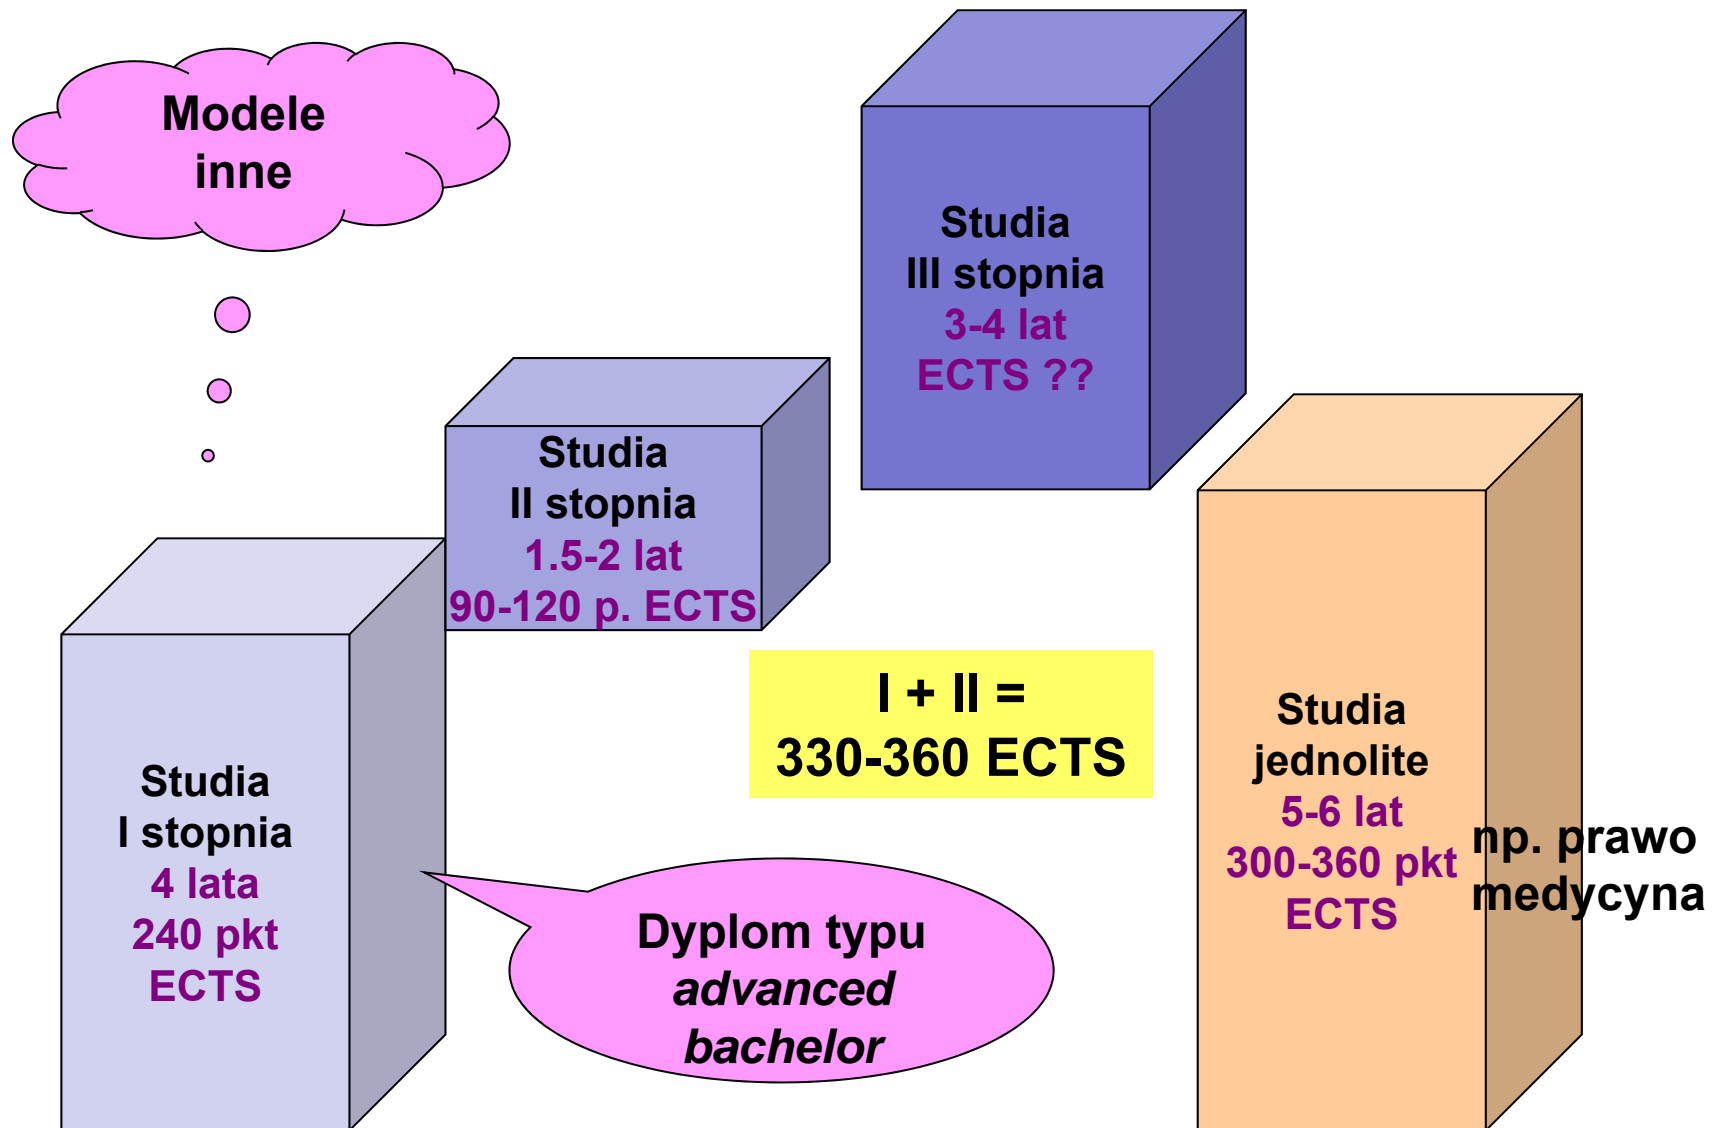 Modele
inne
Studia
III stopnia
3-4 lat
ECTS ??
Studia
II stopnia
1.5-2 lat
90-120 p. ECTS
I + II =
330-360 ECTS
Studia
I stopnia
4 lata
240 pkt
ECTS
Dyplom typu
advanced
bachelor
Studia
jednolite
5-6 lat
300-360 pkt
ECTS
np. prawo
medycyna